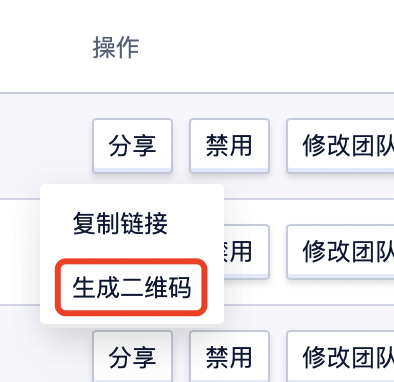 操作
分享 禁用 修改团队
复制链接
禁用 修改团队
生成二维码
分享 禁用 修改团队